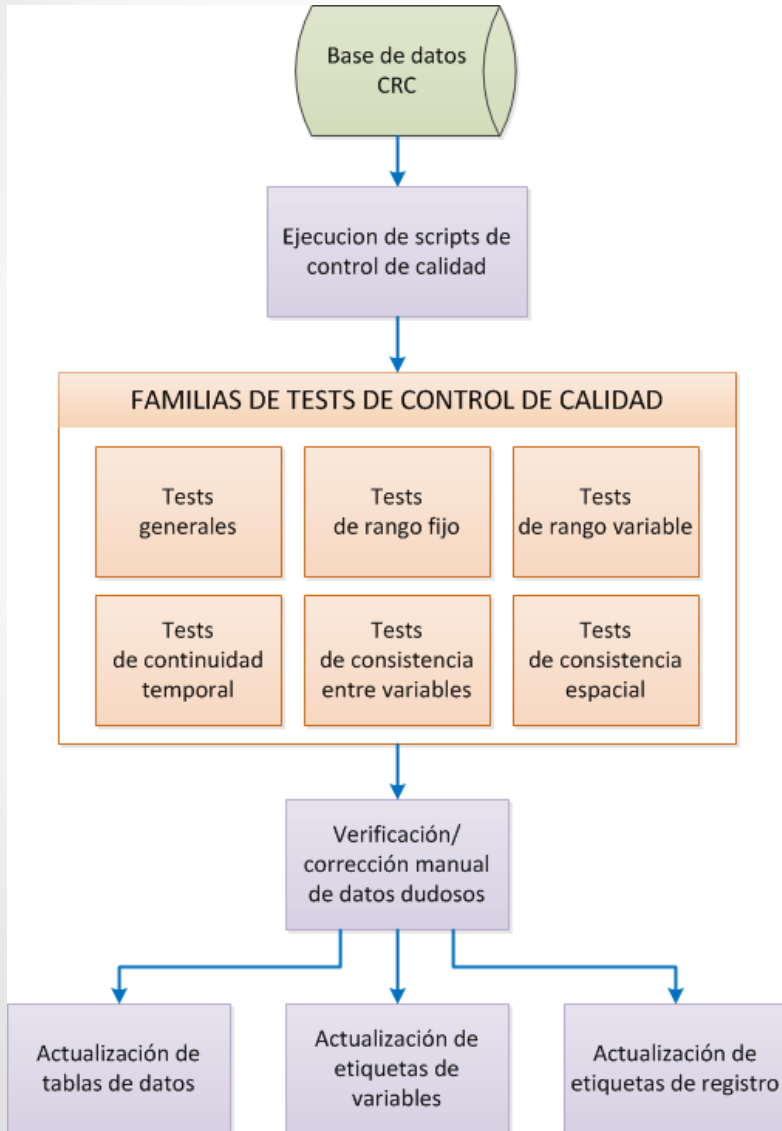 Base de datos
CRC
Ejecucion de scripts de
control de calidad
FAMILIAS DE TESTS DE CONTROL DE CALIDAD
Tests
generales
Tests
de rango fijo
Tests
de rango variable
Tests
de continuidad
temporal
Tests
de consistencia
entre variables
Tests
de consistencia
espacial
Verificación/
corrección manual
de datos dudosos
Actualización de
tablas de datos
Actualización de
etiquetas de
variables
Actualización de
etiquetas de registro